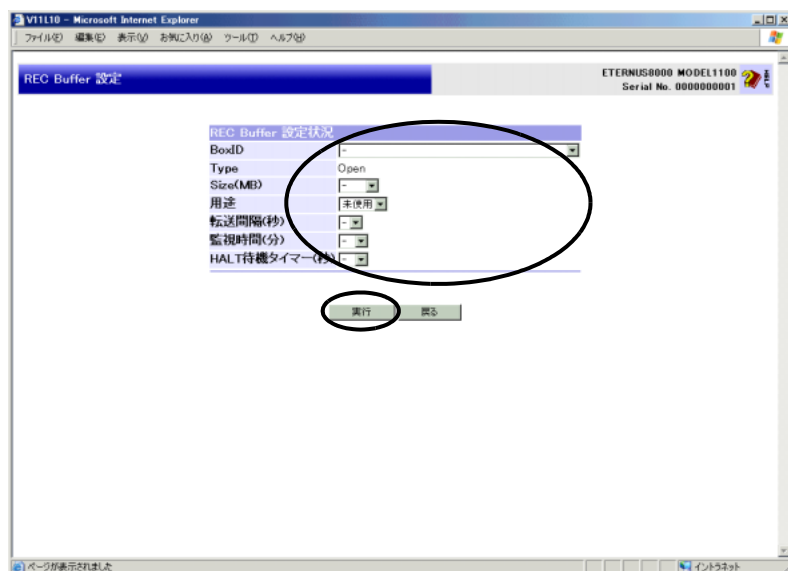 V11L10 - Microsoft Internet Explorer
ファイル(F) 編集(E) 表示(V) お気に入り(A) ツール(T) ヘルプ(H)
REC Buffer 設定
ETERNUS8000 MODEL1100
Serial No. 0000000001
REC Buffer 設定状況
BoxID -
Type Open
Size(MB) -
用途 未使用
転送間隔(秒) -
監視時間(分) -
HALT待機タイマー(秒) -
実行 戻る
ページが表示されました イントラネット